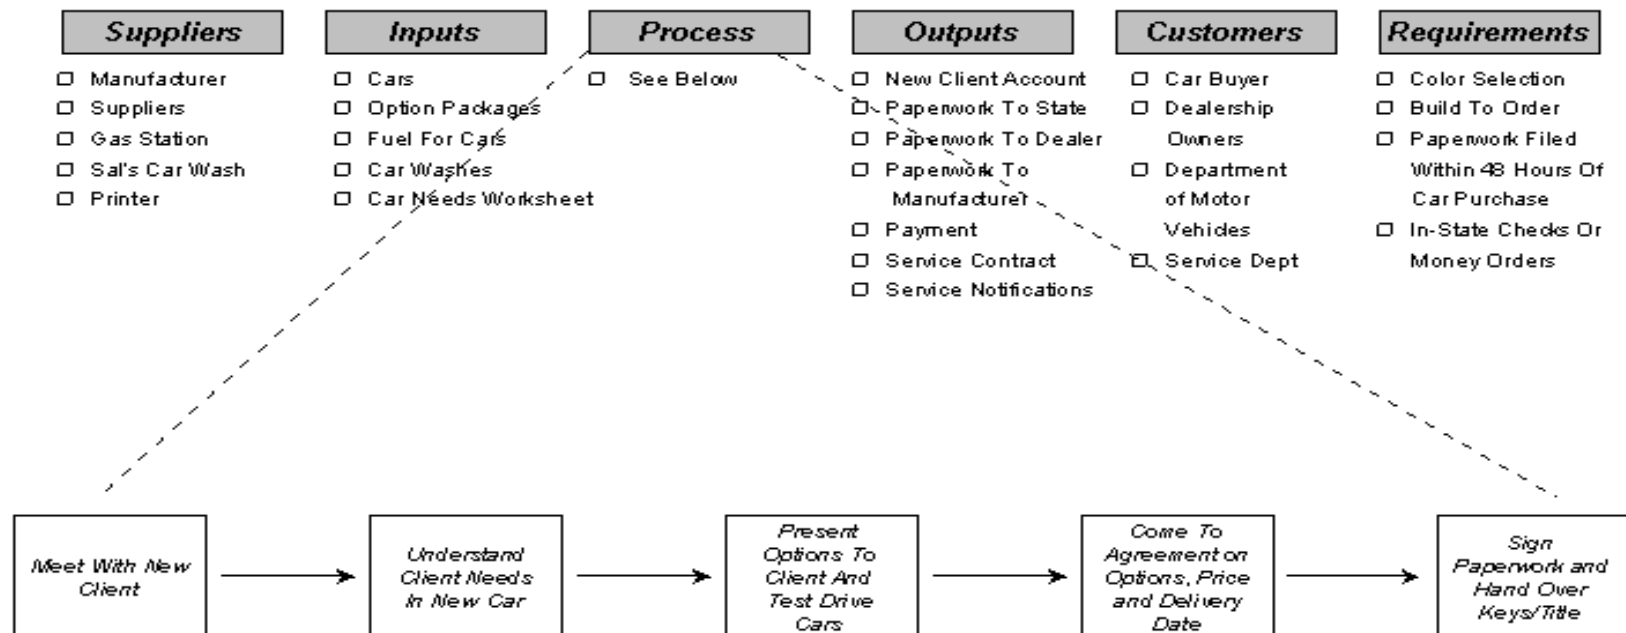 Suppliers
Manufacturer
Suppliers
Gas Station
Sal's Car Wash
Printer
Inputs
Cars
Option Packages
Fuel For Cars
Car Washes
Car Needs Worksheet
Process
See Below
Outputs
New Client Account
Paperwork To State
Paperwork To Dealer
Paperwork To
Manufacturer
Payment
Service Contract
Service Notifications
Customers
Car Buyer
Dealership
Owners
Department
of Motor
Vehicles
Service Dept
Requirements
Color Selection
Build To Order
Paperwork Filed
Within 48 Hours Of
Car Purchase
In-State Checks Or
Money Orders
Meet With New
Client
Understand
Client Needs
In New Car
Present
Options To
Client And
Test Drive
Cars
Come To
Agreement on
Options, Price
and Delivery
Date
Sign
Paperwork and
Hand Over
Keys/Title